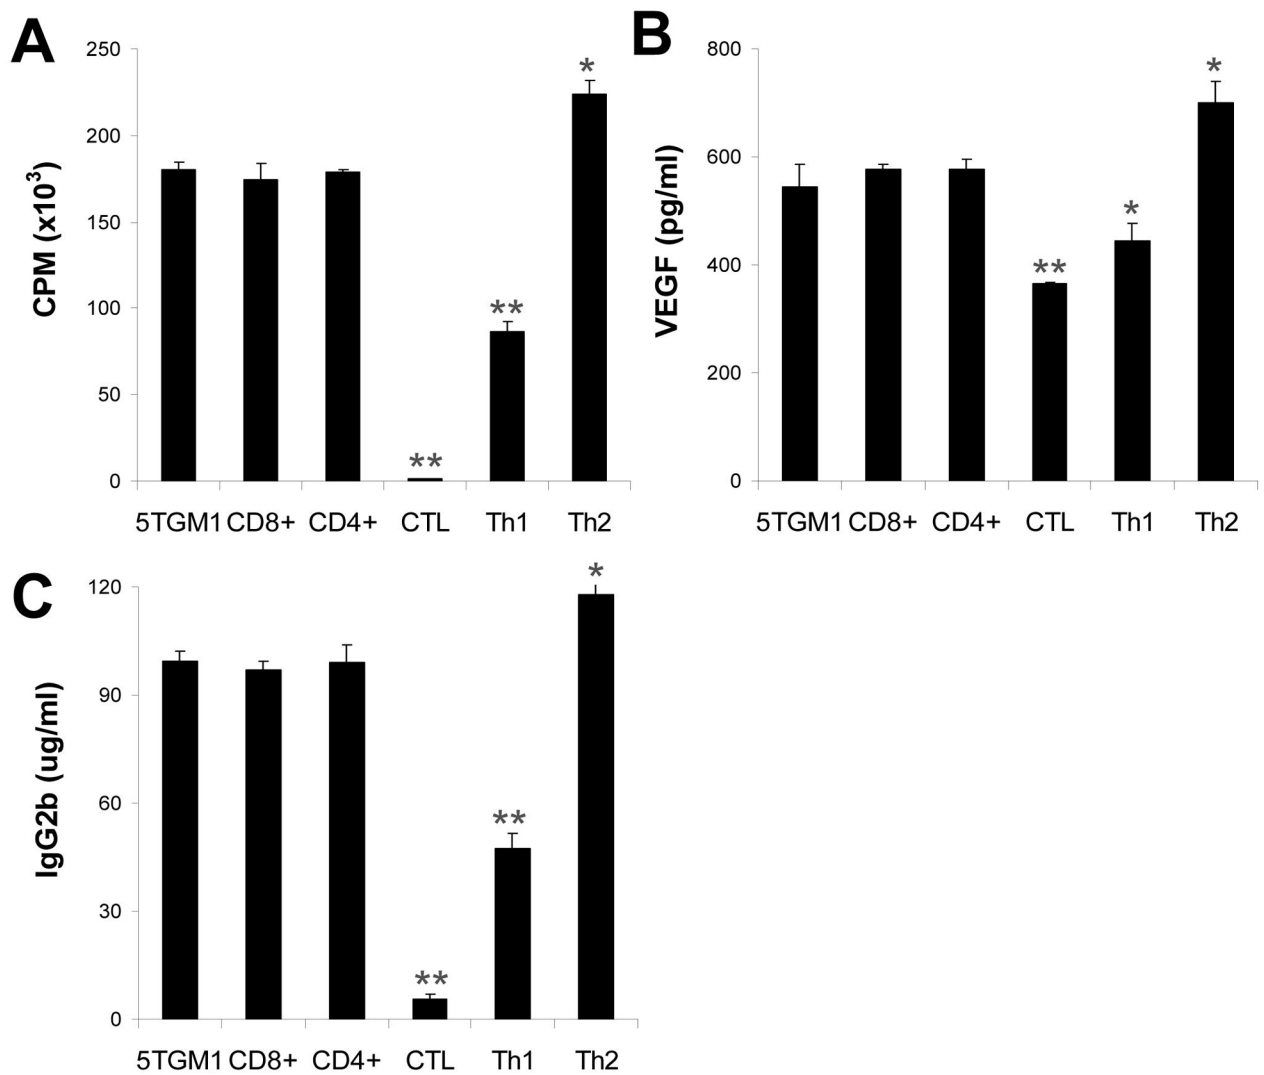 A
CPM (x10³)
250
200
150
100
50
0
**
**
*
5TGM1 CD8+ CD4+ CTL Th1 Th2
B
VEGF (pg/ml)
800
600
400
200
0
**
*
*
5TGM1 CD8+ CD4+ CTL Th1 Th2
C
IgG2b (ug/ml)
120
90
60
30
0
**
**
*
5TGM1 CD8+ CD4+ CTL Th1 Th2